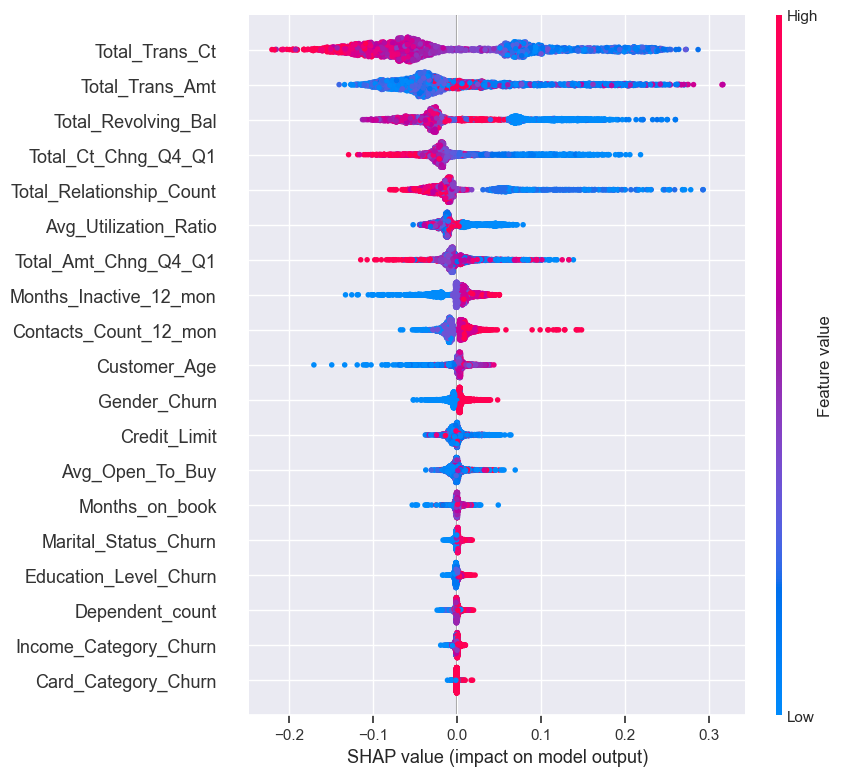 High
Total_Trans_Ct
Total_Trans_Amt
Total_Revolving_Bal
Total_Ct_Chng_Q4_Q1
Total_Relationship_Count
Avg_Utilization_Ratio
Total_Amt_Chng_Q4_Q1
Months_Inactive_12_mon
Contacts_Count_12_mon
Customer_Age
Gender_Churn
Credit_Limit
Avg_Open_To_Buy
Months_on_book
Marital_Status_Churn
Education_Level_Churn
Dependent_count
Income_Category_Churn
Card_Category_Churn
Feature value
Low
−0.2 −0.1 0.0 0.1 0.2 0.3
SHAP value (impact on model output)